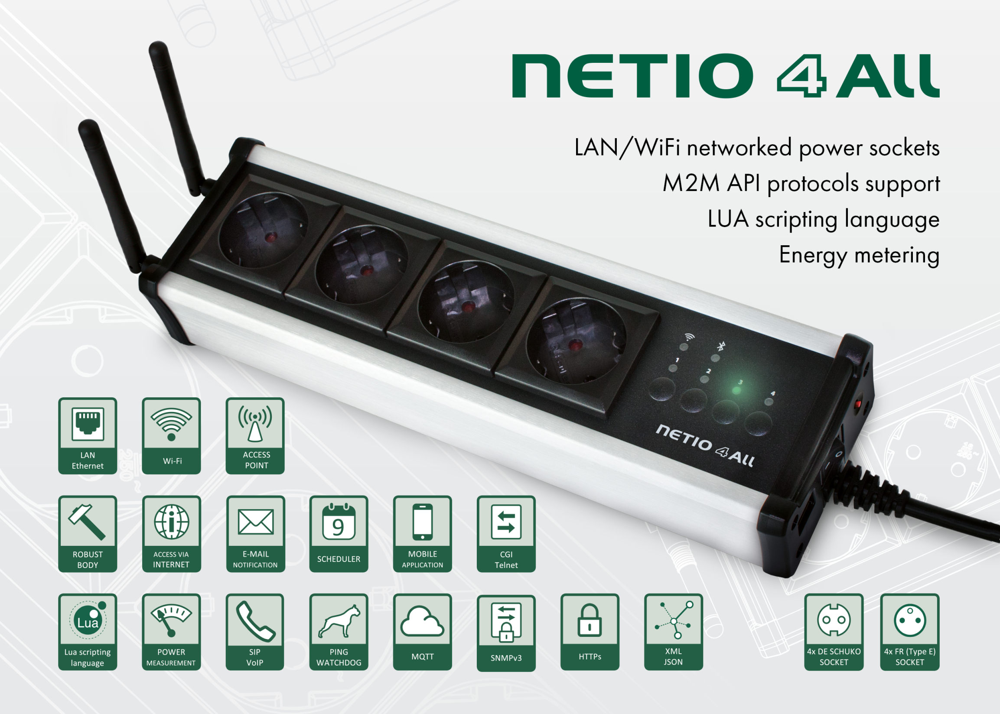 NETIO 4ALL
LAN/WiFi networked power sockets
M2M API protocols support
LUA scripting language
Energy metering
1
2
3
4
NETIO 4ALL
O
I
LAN
Ethernet
Wi-Fi
ACCESS
POINT
ROBUST
BODY
ACCESS VIA
INTERNET
E-MAIL
NOTIFICATION
9
SCHEDULER
MOBILE
APPLICATION
CGI
Telnet
Lua
Lua scripting
language
POWER
MEASUREMENT
SIP
VoIP
PING
WATCHDOG
MQTT
SNMPv3
HTTPs
XML
JSON
4x DE SCHUKO
SOCKET
4x FR (Type E)
SOCKET
250 ~
16
250 ~